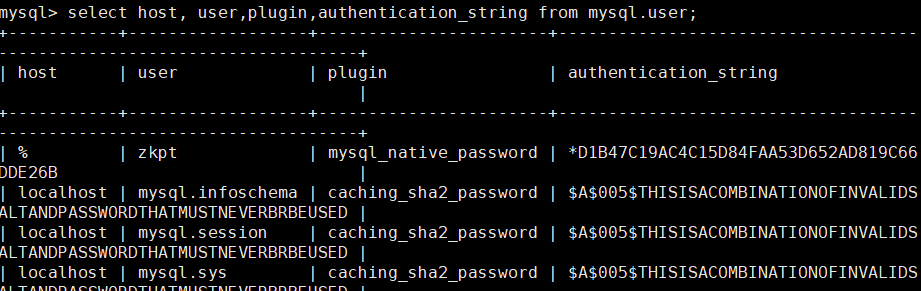 mysql> select host, user,plugin,authentication_string from mysql.user;
+-----------+------------------+-----------------------+------------------------------------
------------------------------------+
| host      | user             | plugin                | authentication_string
                                    |
+-----------+------------------+-----------------------+------------------------------------
------------------------------------+
| %         | zkpt             | mysql_native_password | *D1B47C19AC4C15D84FAA53D652AD819C66
DDE26B                              |
| localhost | mysql.infoschema | caching_sha2_password | $A$005$THISISACOMBINATIONOFINVALIDS
ALTANDPASSWORDTHATMUSTNEVERBRBEUSED |
| localhost | mysql.session    | caching_sha2_password | $A$005$THISISACOMBINATIONOFINVALIDS
ALTANDPASSWORDTHATMUSTNEVERBRBEUSED |
| localhost | mysql.sys        | caching_sha2_password | $A$005$THISISACOMBINATIONOFINVALIDS
ALTANDPASSWORDTHATMUSTNEVERBRBEUSED |